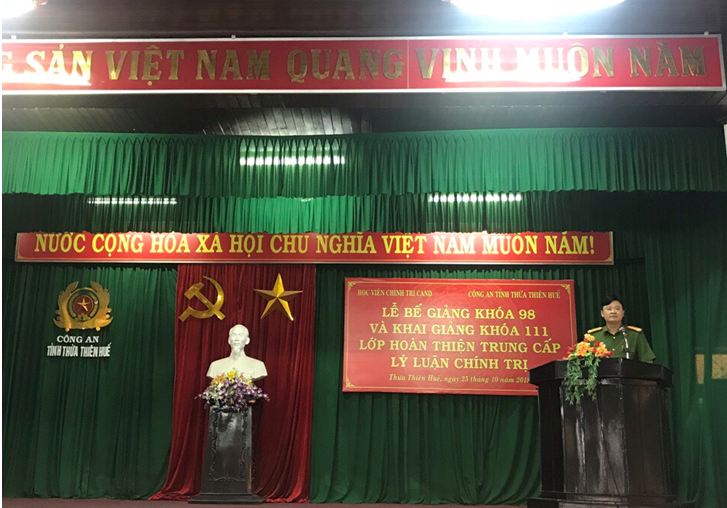 G SẢN VIỆT NAM QUANG VINH MUÔN NĂM
NƯỚC CỘNG HÒA XÃ HỘI CHỦ NGHĨA VIỆT NAM MUÔN NĂM!
CÔNG AN
TỈNH THỪA THIÊN HUẾ
HỌC VIỆN CHÍNH TRỊ CAND CÔNG AN TỈNH THỪA THIÊN HUẾ
LỄ BẾ GIẢNG KHÓA 98
VÀ KHAI GIẢNG KHÓA 111
LỚP HOÀN THIỆN TRUNG CẤP
LÝ LUẬN CHÍNH TRỊ
Thừa Thiên Huế, ngày 25 tháng 10 năm